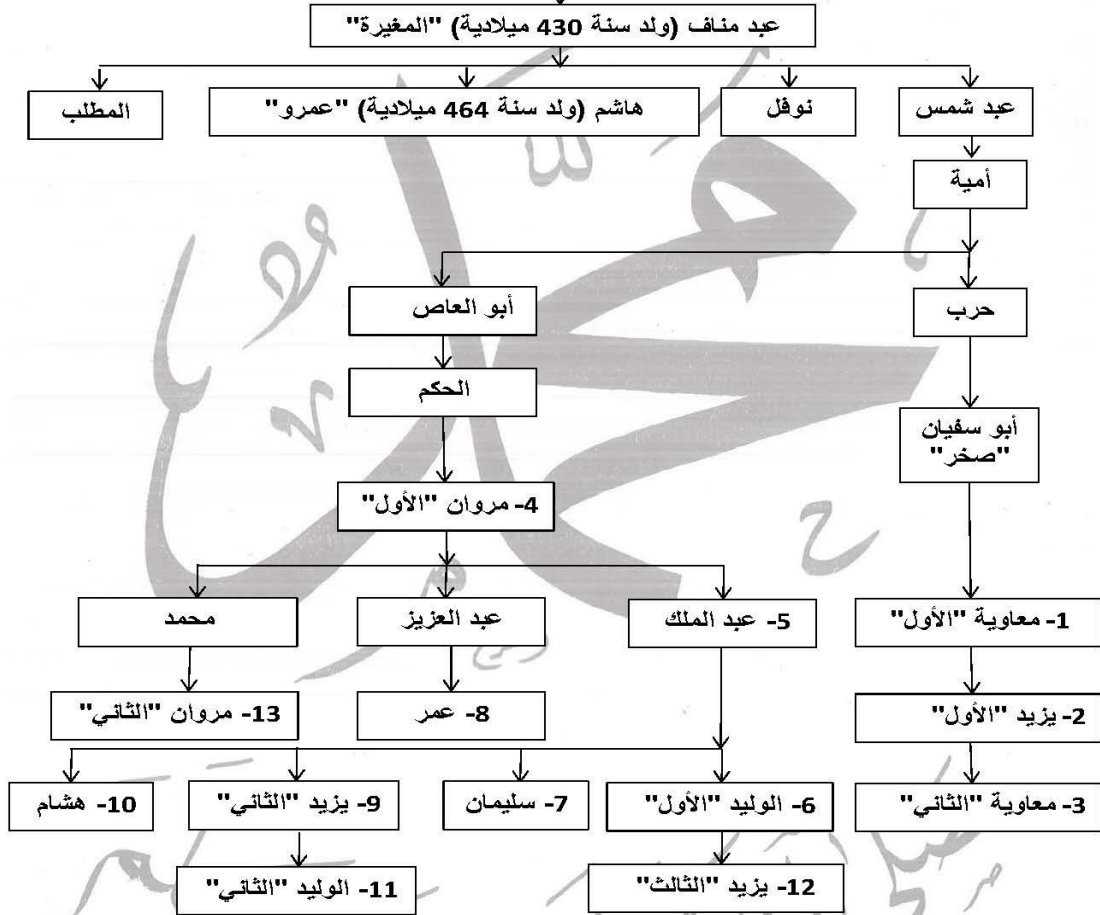 عبد مناف (ولد سنة 430 ميلادية) "المغيرة"
عبد شمس
نوفل
هاشم (ولد سنة 464 ميلادية) "عمرو"
المطلب
أمية
حرب
أبو العاص
الحكم
أبو سفيان
"صخر"
4- مروان "الأول"
1- معاوية "الأول"
5- عبد الملك
عبد العزيز
محمد
2- يزيد "الأول"
8- عمر
13- مروان "الثاني"
3- معاوية "الثاني"
6- الوليد "الأول"
7- سليمان
9- يزيد "الثاني"
10- هشام
12- يزيد "الثالث"
11- الوليد "الثاني"
محمد